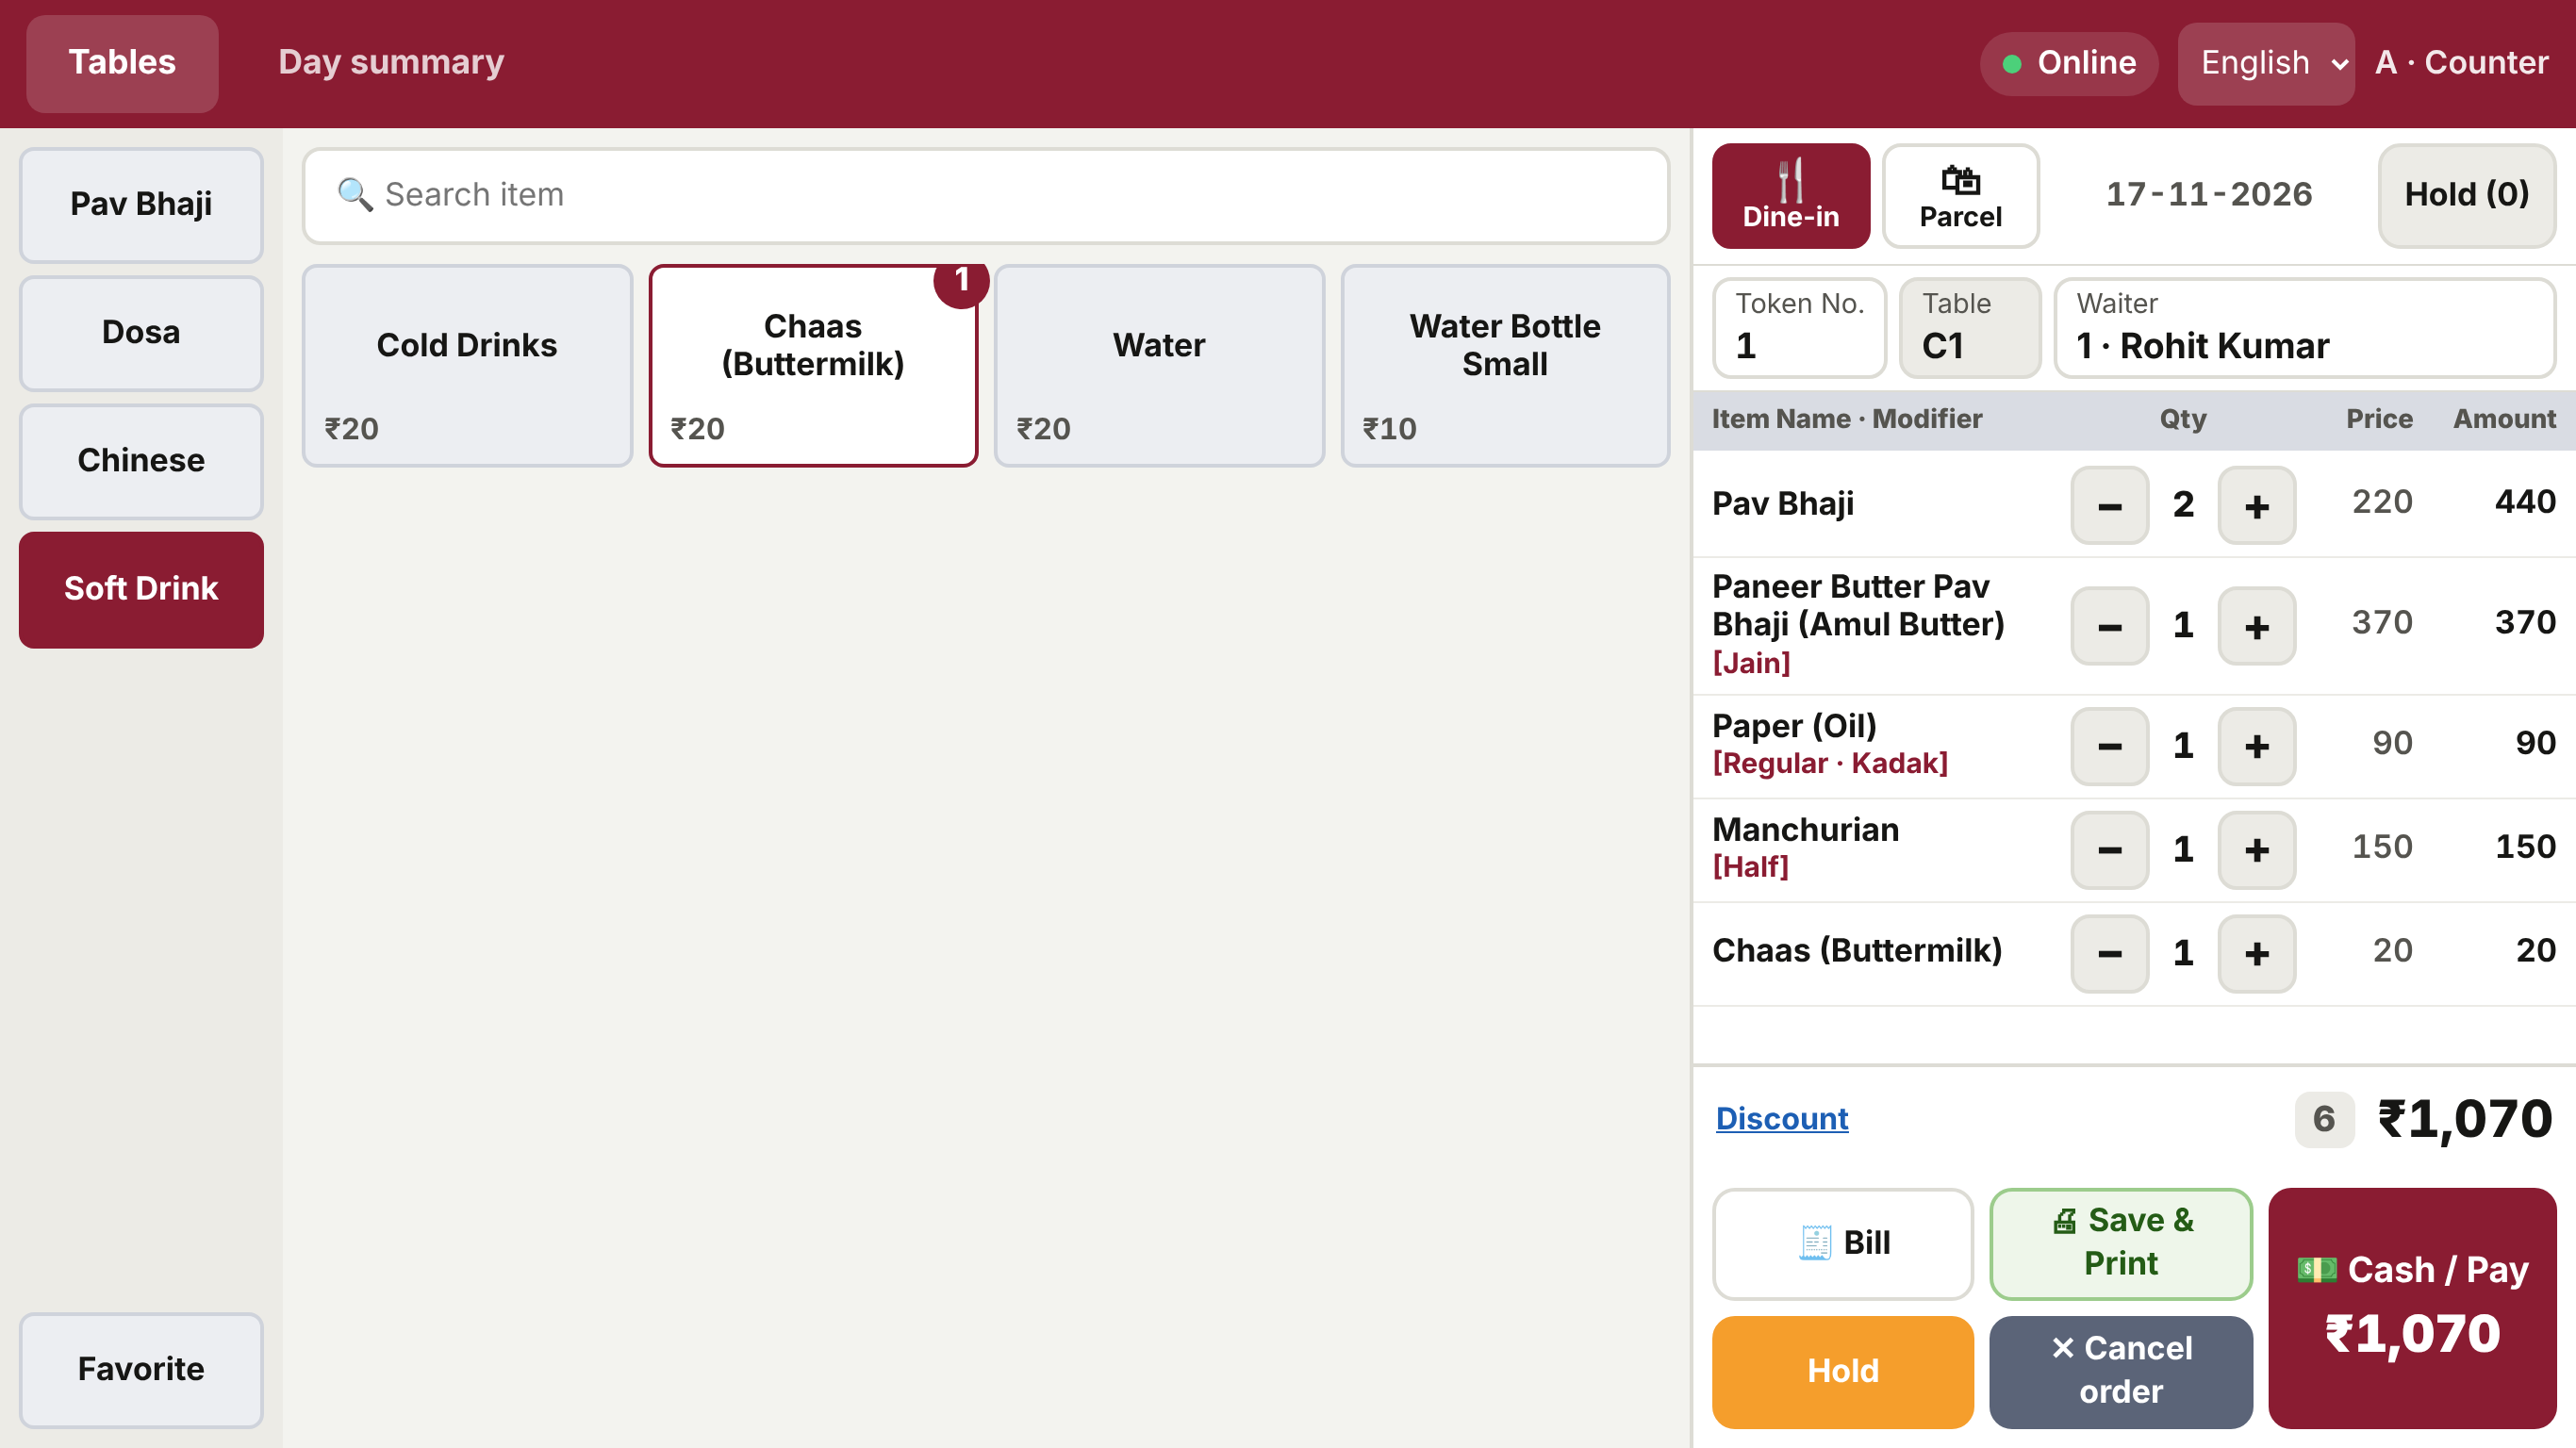 Tables
Day summary
Online
English
A · Counter
Pav Bhaji
Dosa
Chinese
Soft Drink
Favorite
Search item
Cold Drinks
₹20
1
Chaas
(Buttermilk)
₹20
Water
₹20
Water Bottle
Small
₹10
Dine-in
Parcel
17-11-2026
Hold (0)
Token No.
1
Table
C1
Waiter
1 · Rohit Kumar
Item Name · Modifier Qty Price Amount
Pav Bhaji − 2 + 220 440
Paneer Butter Pav
Bhaji (Amul Butter) − 1 + 370 370
[Jain]
Paper (Oil) − 1 + 90 90
[Regular · Kadak]
Manchurian − 1 + 150 150
[Half]
Chaas (Buttermilk) − 1 + 20 20
Discount
6 ₹1,070
Bill
Save &
Print
Hold
✕ Cancel
order
Cash / Pay
₹1,070